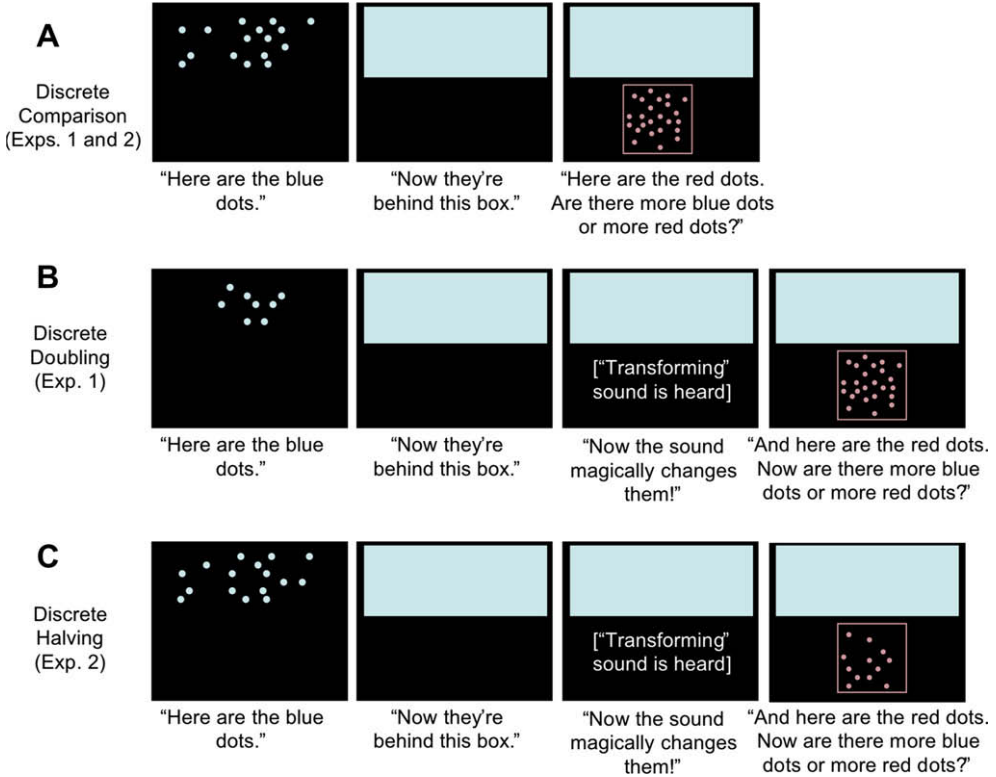 A
Discrete
Comparison
(Exps. 1 and 2)
“Here are the blue
dots.”
“Now they’re
behind this box.”
“Here are the red dots.
Are there more blue dots
or more red dots?”
B
Discrete
Doubling
(Exp. 1)
[“Transforming”
sound is heard]
“Here are the blue
dots.”
“Now they’re
behind this box.”
“Now the sound
magically changes
them!”
“And here are the red dots.
Now are there more blue
dots or more red dots?”
C
Discrete
Halving
(Exp. 2)
[“Transforming”
sound is heard]
“Here are the blue
dots.”
“Now they’re
behind this box.”
“Now the sound
magically changes
them!”
“And here are the red dots.
Now are there more blue
dots or more red dots?”